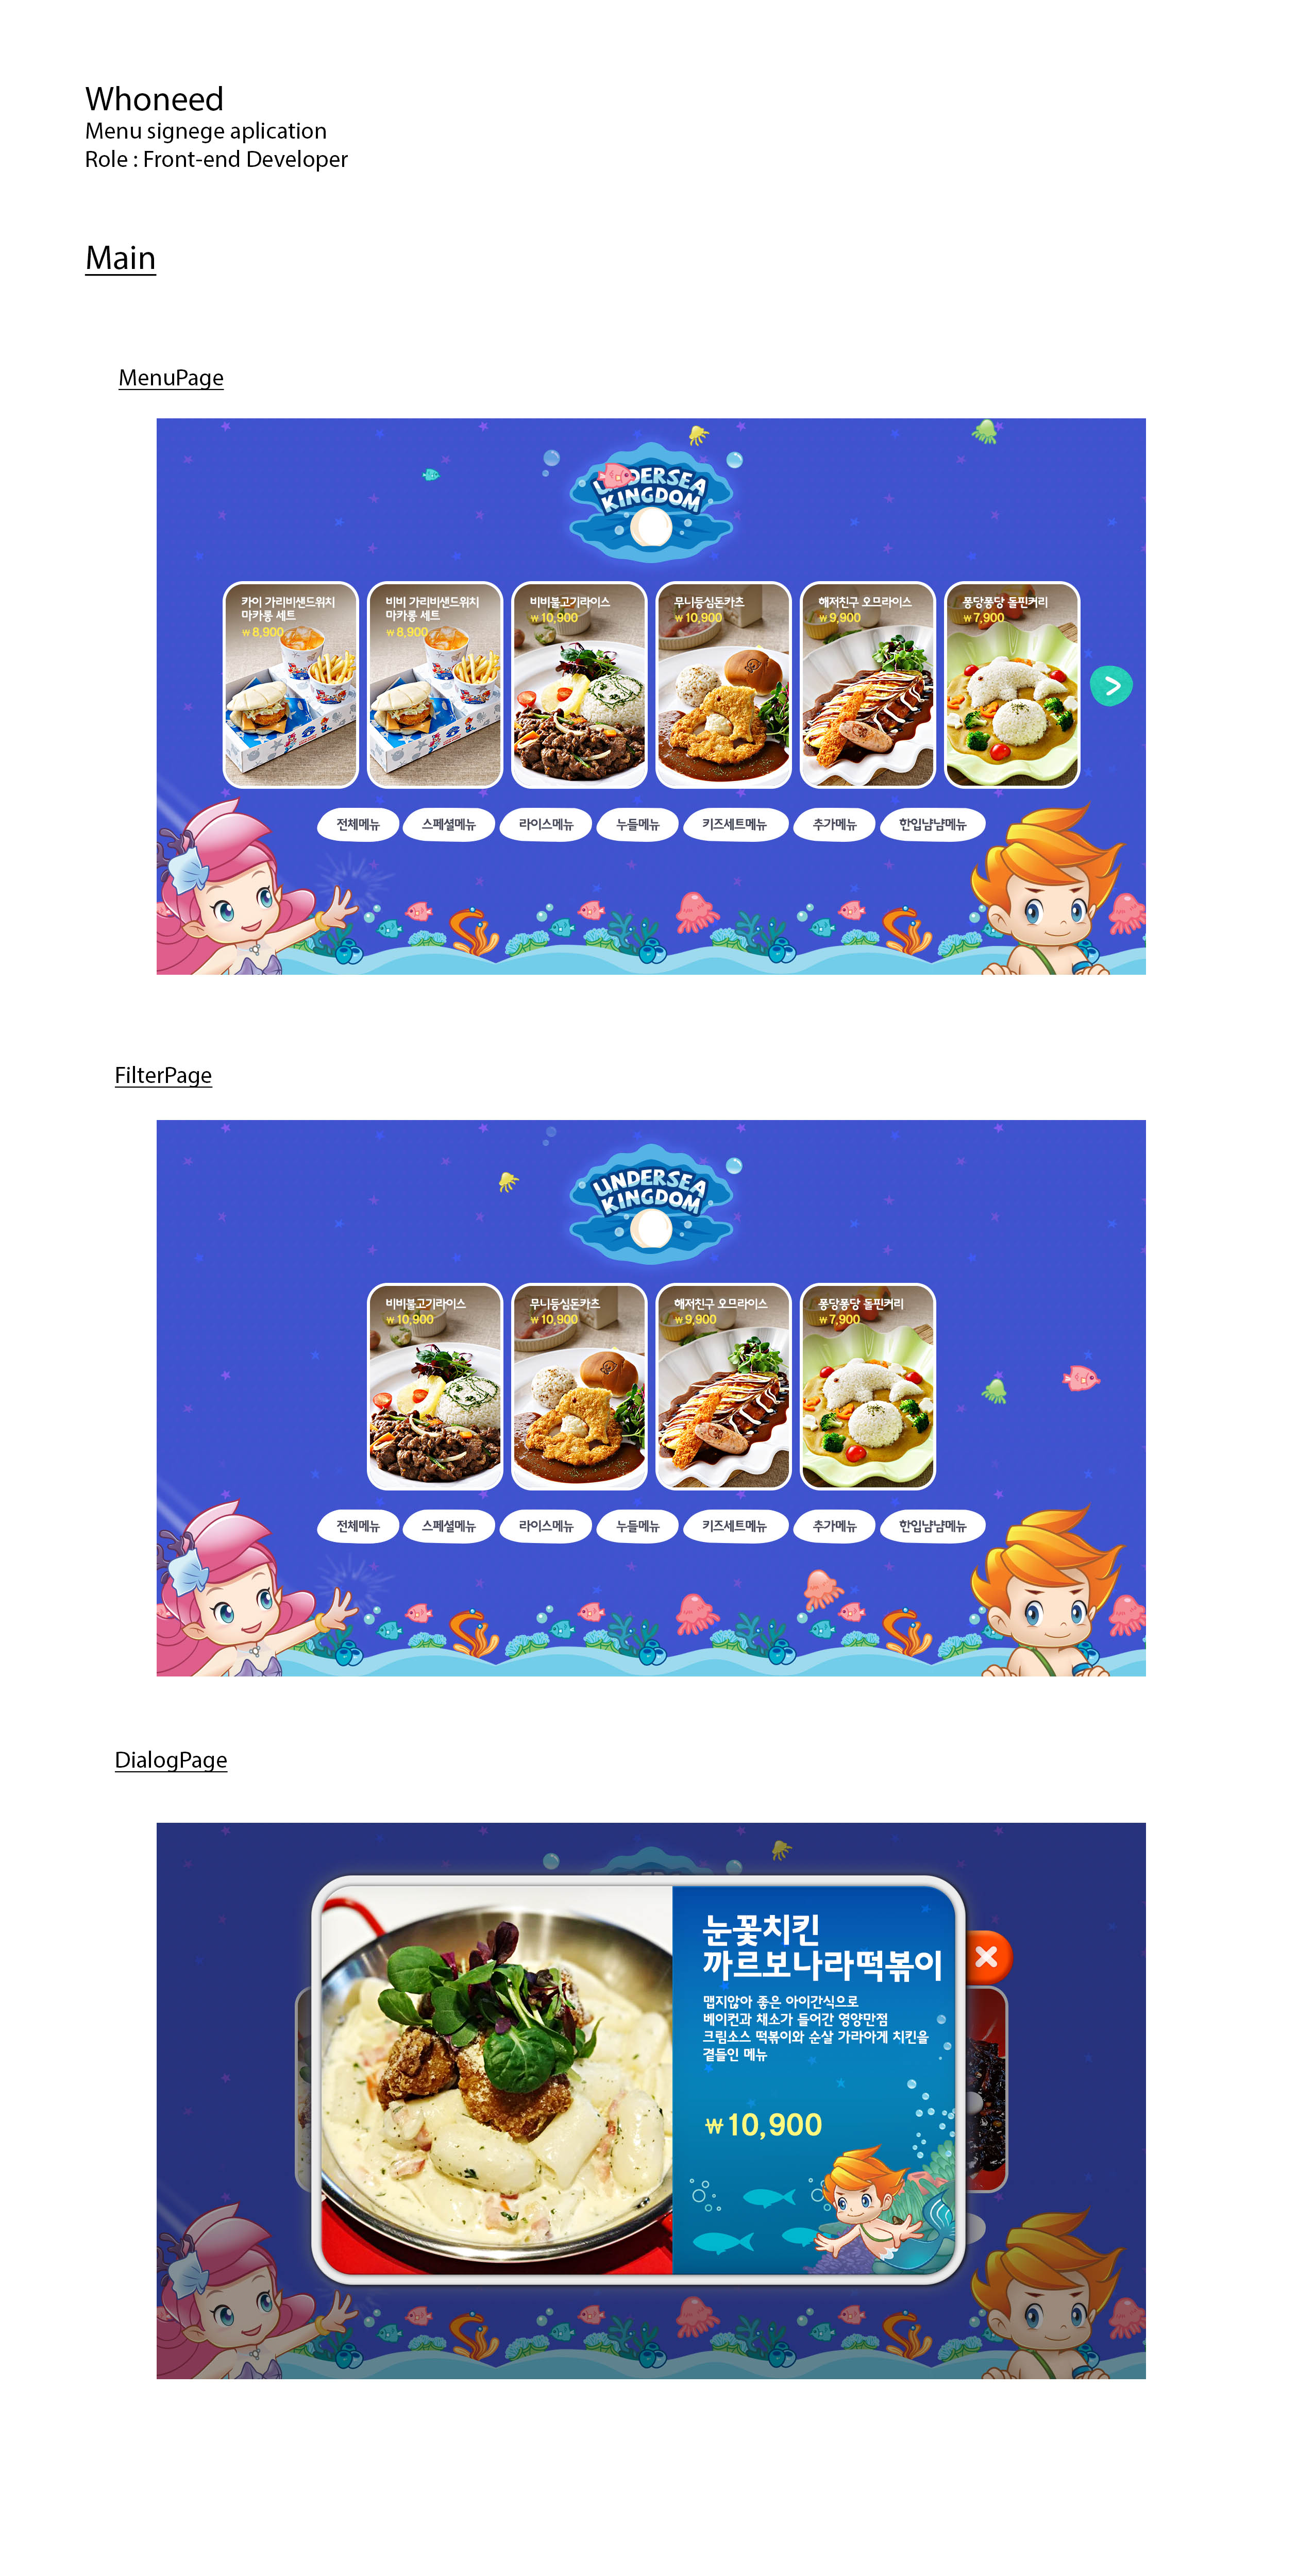 Whoneed
Menu signege aplication
Role : Front-end Developer
Main
MenuPage
UNDERSEA
KINGDOM
카이 가리비샌드위치
마카롱 세트
₩8,900
비비 가리비샌드위치
마카롱 세트
₩8,900
비비불고기라이스
₩10,900
무니등심돈카츠
₩10,900
해저친구 오므라이스
₩9,900
퐁당퐁당 돌핀커리
₩7,900
전체메뉴
스페셜메뉴
라이스메뉴
누들메뉴
키즈세트메뉴
추가메뉴
한입냠냠메뉴
FilterPage
UNDERSEA
KINGDOM
비비불고기라이스
₩10,900
무니등심돈카츠
₩10,900
해저친구 오므라이스
₩9,900
퐁당퐁당 돌핀커리
₩7,900
전체메뉴
스페셜메뉴
라이스메뉴
누들메뉴
키즈세트메뉴
추가메뉴
한입냠냠메뉴
DialogPage
눈꽃치킨
까르보나라떡볶이
맵지않아 좋은 아이간식으로
베이컨과 채소가 들어간 영양만점
크림소스 떡볶이와 순살 가라아게 치킨을
곁들인 메뉴
₩10,900